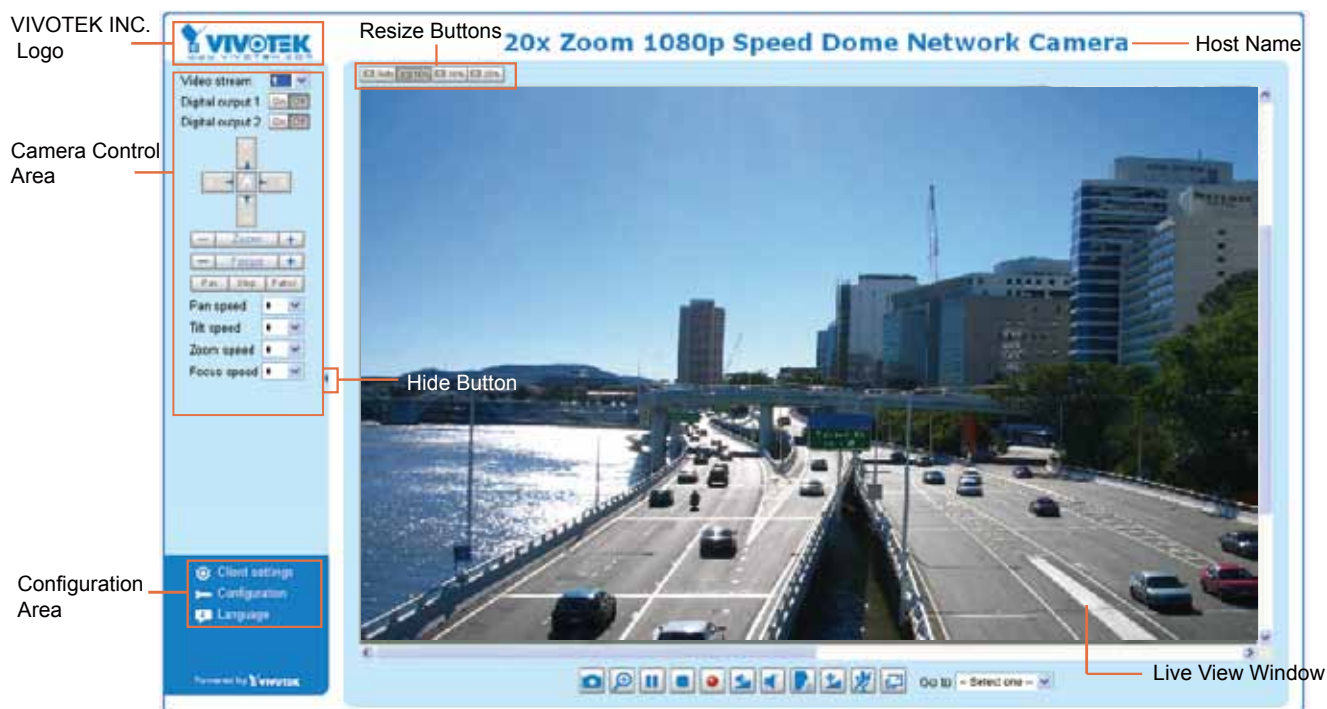 VIVOTEK INC.
Logo
VIVOTEK
www.vivotek.com
Resize Buttons
20x Zoom 1080p Speed Dome Network Camera
Host Name
Video stream
Digital output 1 On Off
Digital output 2 On Off
Camera Control
Area
Zoom
Focus
Pan Stop Patrol
Pan speed
Tilt speed
Zoom speed
Focus speed
Hide Button
Configuration
Area
Client settings
Configuration
Language
Powered by VIVOTEK
Go to -- Select one --
Live View Window